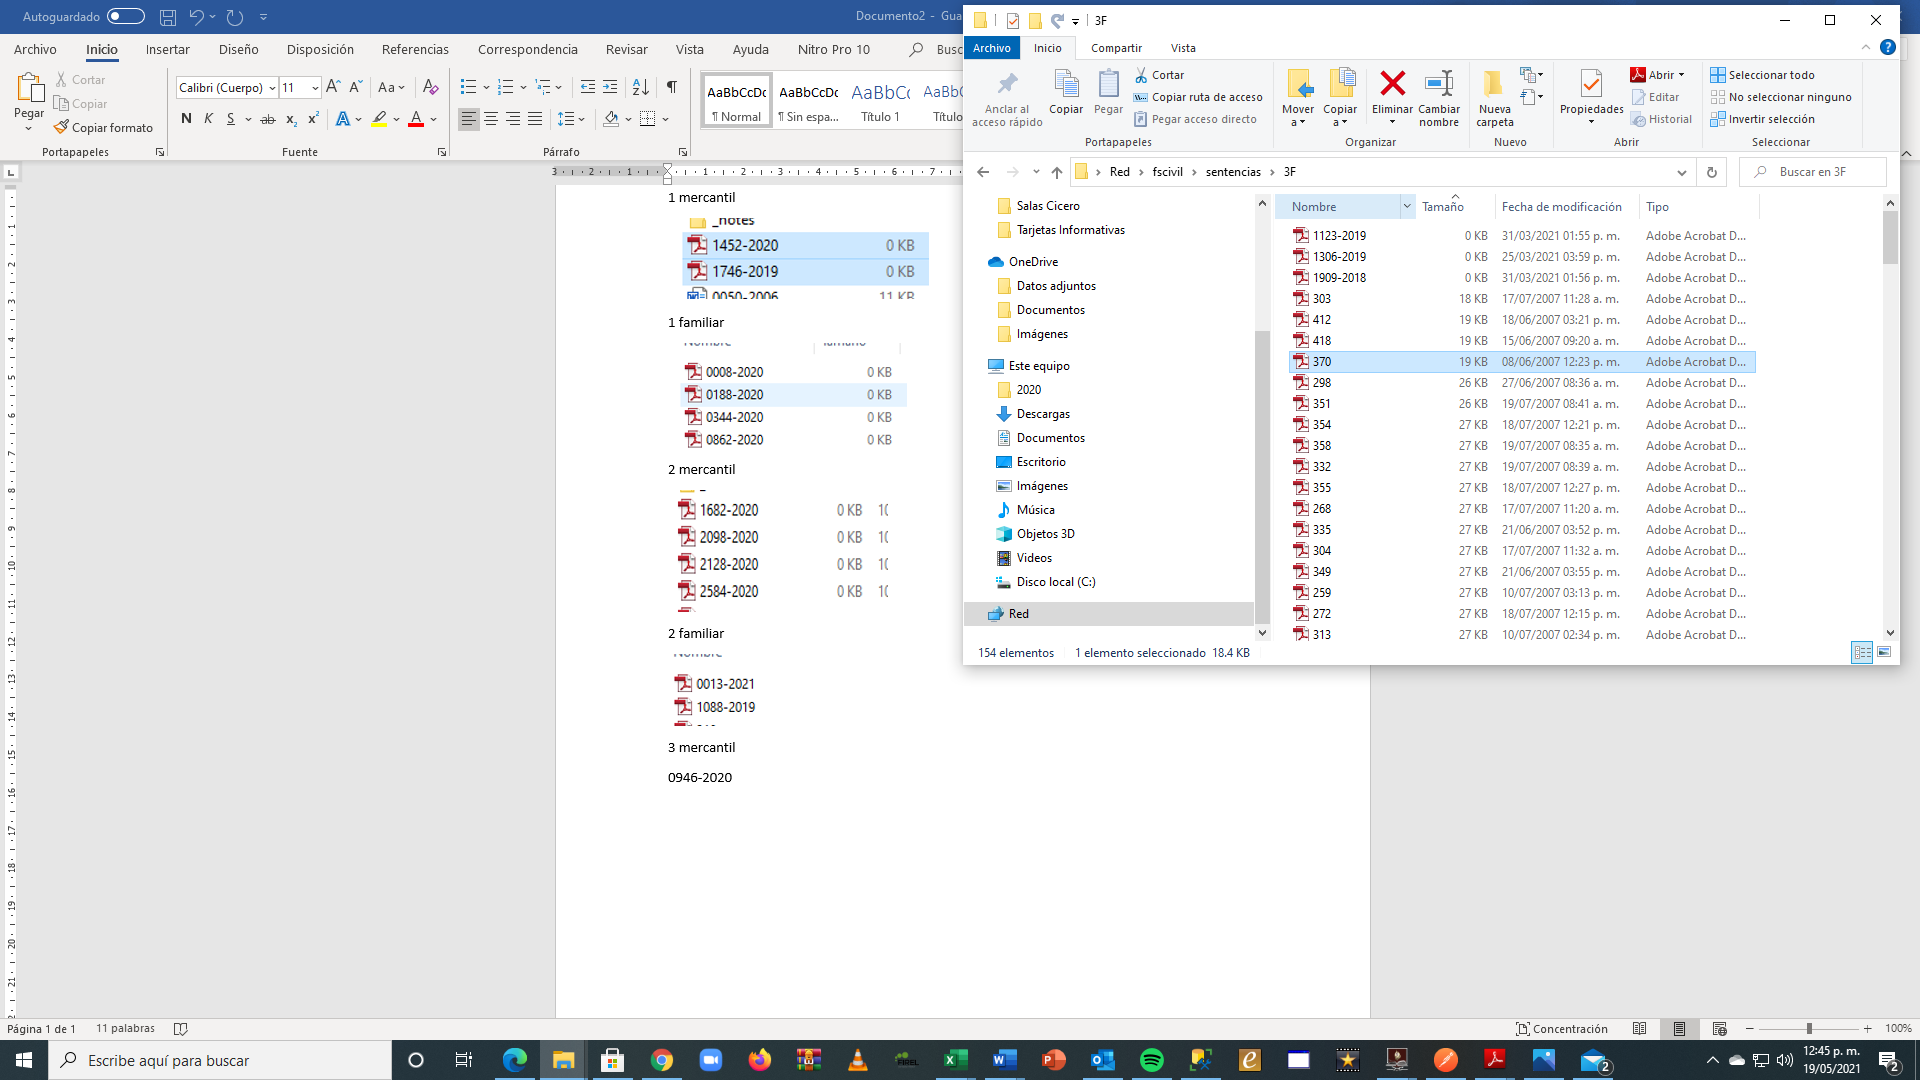 Autoguardado
Documento2 - Gua
Archivo Inicio Insertar Diseño Disposición Referencias Correspondencia Revisar Vista Ayuda Nitro Pro 10 Busc
Pegar
Cortar
Copiar
Copiar formato
Portapapeles
Calibri (Cuerpo) 11
Fuente
Párrafo
AaBbCcDc AaBbCcDc AaBbCc AaBbCc
¶ Normal ¶ Sin espa... Título 1 Título
1 mercantil
_notes
1452-2020 0 KB
1746-2019 0 KB
0050-2006 11 KB
1 familiar
Nombre Tamaño
0008-2020 0 KB
0188-2020 0 KB
0344-2020 0 KB
0862-2020 0 KB
2 mercantil
1682-2020 0 KB
2098-2020 0 KB
2128-2020 0 KB
2584-2020 0 KB
2 familiar
Nombre
0013-2021
1088-2019
3 mercantil
0946-2020
Página 1 de 1 11 palabras
Concentración
100%
3F
Archivo Inicio Compartir Vista
Anclar al acceso rápido
Copiar
Pegar
Cortar
Copiar ruta de acceso
Pegar acceso directo
Portapapeles
Mover a
Copiar a
Eliminar
Cambiar nombre
Organizar
Nueva carpeta
Nuevo
Propiedades
Abrir
Editar
Historial
Abrir
Seleccionar todo
No seleccionar ninguno
Invertir selección
Seleccionar
Red › fscivil › sentencias › 3F
Buscar en 3F
Salas Cicero
Tarjetas Informativas
OneDrive
Datos adjuntos
Documentos
Imágenes
Este equipo
2020
Descargas
Documentos
Escritorio
Imágenes
Música
Objetos 3D
Videos
Disco local (C:)
Red
Nombre Tamaño Fecha de modificación Tipo
1123-2019 0 KB 31/03/2021 01:55 p. m. Adobe Acrobat D...
1306-2019 0 KB 25/03/2021 03:59 p. m. Adobe Acrobat D...
1909-2018 0 KB 31/03/2021 01:56 p. m. Adobe Acrobat D...
303 18 KB 17/07/2007 11:28 a. m. Adobe Acrobat D...
412 19 KB 18/06/2007 03:21 p. m. Adobe Acrobat D...
418 19 KB 15/06/2007 09:20 a. m. Adobe Acrobat D...
370 19 KB 08/06/2007 12:23 p. m. Adobe Acrobat D...
298 26 KB 27/06/2007 08:36 a. m. Adobe Acrobat D...
351 26 KB 19/07/2007 08:41 a. m. Adobe Acrobat D...
354 27 KB 18/07/2007 12:21 p. m. Adobe Acrobat D...
358 27 KB 19/07/2007 08:35 a. m. Adobe Acrobat D...
332 27 KB 19/07/2007 08:39 a. m. Adobe Acrobat D...
355 27 KB 18/07/2007 12:27 p. m. Adobe Acrobat D...
268 27 KB 17/07/2007 11:20 a. m. Adobe Acrobat D...
335 27 KB 21/06/2007 03:52 p. m. Adobe Acrobat D...
304 27 KB 17/07/2007 11:32 a. m. Adobe Acrobat D...
349 27 KB 21/06/2007 03:55 p. m. Adobe Acrobat D...
259 27 KB 10/07/2007 03:13 p. m. Adobe Acrobat D...
272 27 KB 18/07/2007 12:15 p. m. Adobe Acrobat D...
313 27 KB 10/07/2007 02:34 p. m. Adobe Acrobat D...
154 elementos 1 elemento seleccionado 18.4 KB
Escribe aquí para buscar
12:45 p. m.
19/05/2021